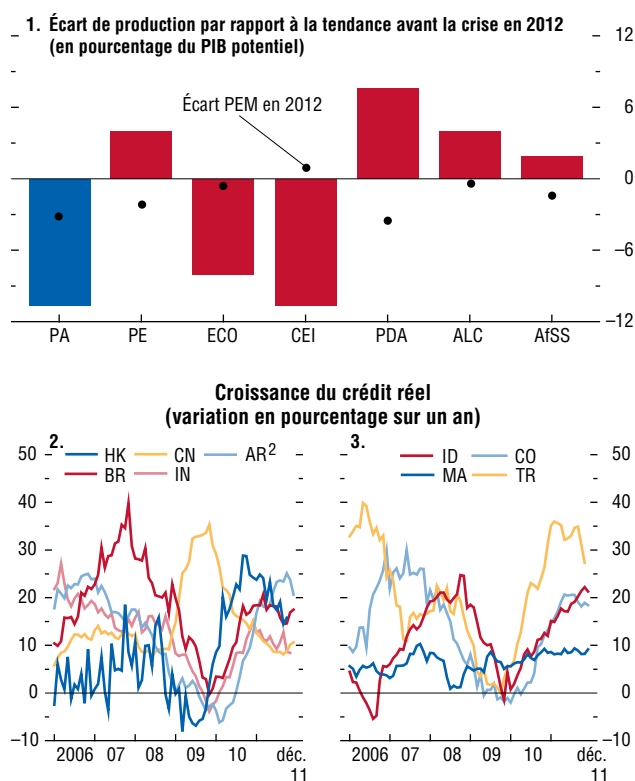 1. Écart de production par rapport à la tendance avant la crise en 2012
(en pourcentage du PIB potentiel)
12
6
0
–6
–12
Écart PEM en 2012
PA PE ECO CEI PDA ALC AfSS
Croissance du crédit réel
(variation en pourcentage sur un an)
2.
HK CN AR2
BR IN
50
40
30
20
10
0
–10
2006 07 08 09 10 déc.
11
3.
ID CO
MA TR
50
40
30
20
10
0
–10
2006 07 08 09 10 déc.
11